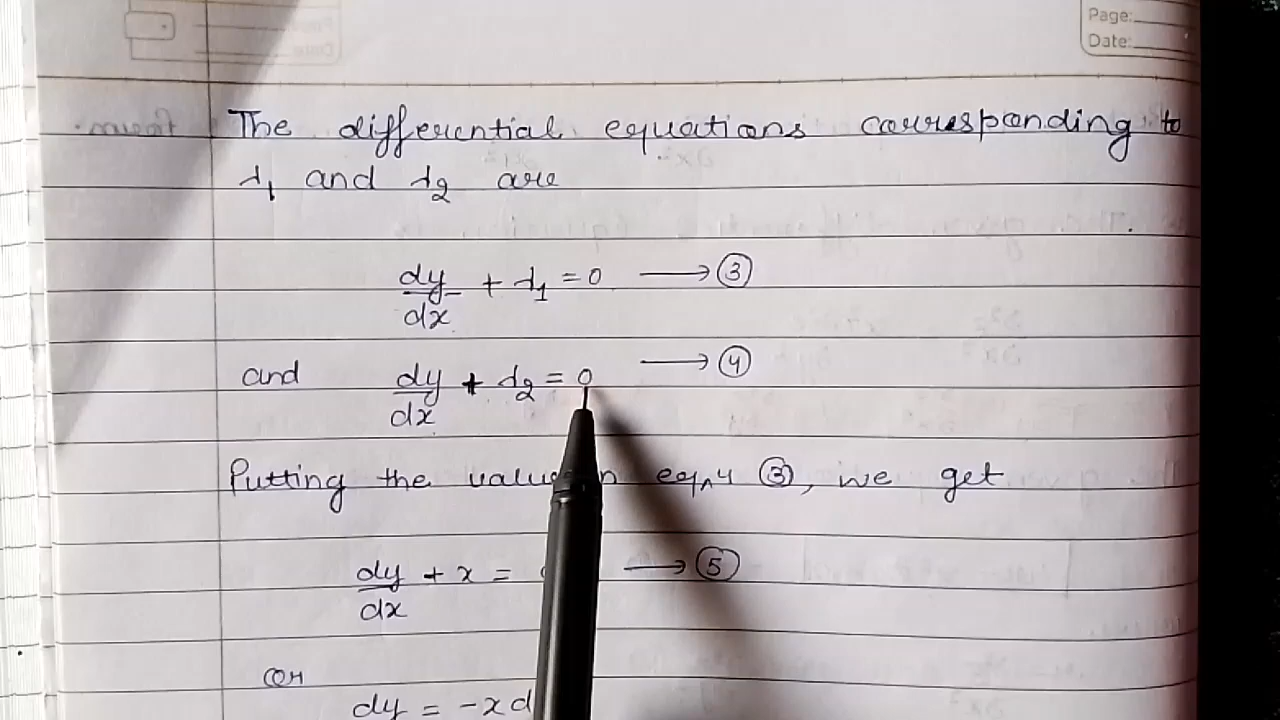 Page:
Date:
The differential equations corresponding to
λ1 and λ2 are
dy/dx + λ1 = 0 ⟶ ③
and dy/dx + λ2 = 0 ⟶ ④
Putting the value in eqn 4 ③, we get
dy/dx + x = ⟶ ⑤
or
dy = -x d